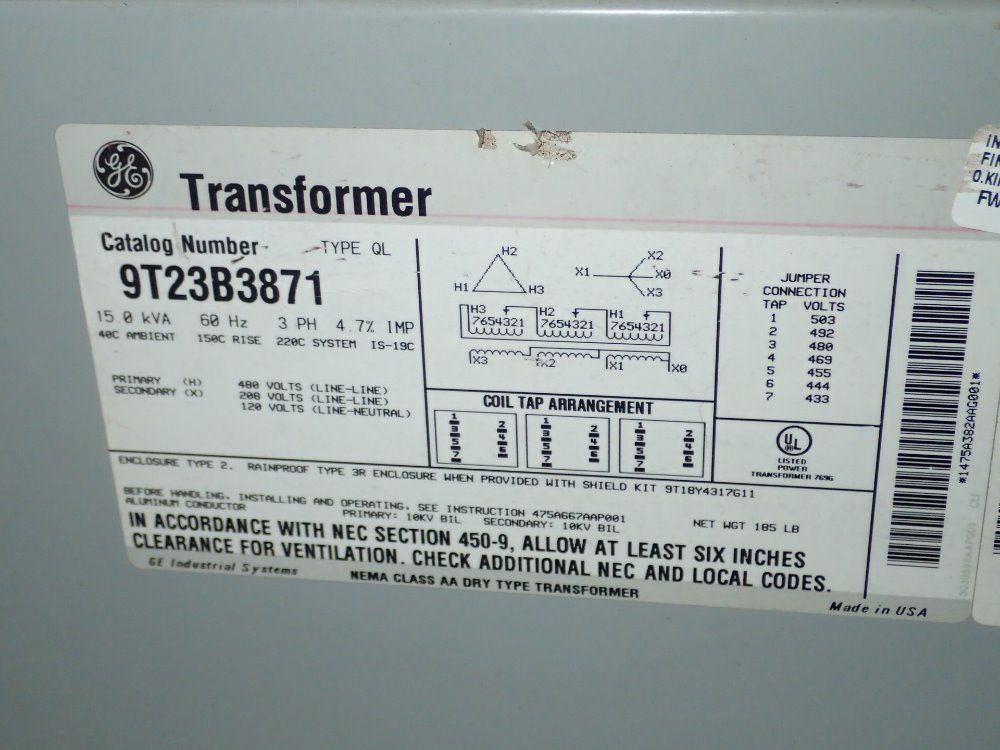 GE
Transformer
IN
FI
O.KI
FW
Catalog Number TYPE QL
9T23B3871
15.0 kVA 60 Hz 3 PH 4.7% IMP
40C AMBIENT 150C RISE 220C SYSTEM IS-19C
PRIMARY (H) 480 VOLTS (LINE-LINE)
SECONDARY (X) 208 VOLTS (LINE-LINE)
120 VOLTS (LINE-NEUTRAL)
H2
H1 H3
X2
X1 X0
X3
H3 H2 H1
7654321 7654321 7654321
X3 X2 X1 X0
COIL TAP ARRANGEMENT
1 2 1 2 1 2
3 4 3 4 3 4
5 6 5 6 5 6
7 7 7
JUMPER
CONNECTION
TAP VOLTS
1 503
2 492
3 480
4 469
5 455
6 444
7 433
UL
LISTED
POWER
TRANSFORMER 7696
ENCLOSURE TYPE 2. RAINPROOF TYPE 3R ENCLOSURE WHEN PROVIDED WITH SHIELD KIT 9T18Y4317G11
BEFORE HANDLING, INSTALLING AND OPERATING, SEE INSTRUCTION 475A667AAP001
ALUMINUM CONDUCTOR PRIMARY: 10KV BIL SECONDARY: 10KV BIL NET WGT 185 LB
IN ACCORDANCE WITH NEC SECTION 450-9, ALLOW AT LEAST SIX INCHES
CLEARANCE FOR VENTILATION. CHECK ADDITIONAL NEC AND LOCAL CODES.
GE Industrial Systems NEMA CLASS AA DRY TYPE TRANSFORMER
Made in USA
*1475A382AAG001*